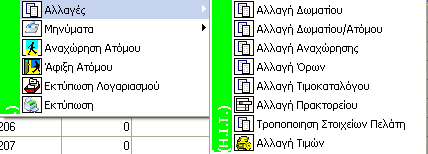 Αλλαγές
Μηνύματα
Αναχώρηση Ατόμου
Άφιξη Ατόμου
Εκτύπωση Λογαριασμού
Εκτύπωση
206 0
207 0
Αλλαγή Δωματίου
Αλλαγή Δωματίου/Ατόμου
Αλλαγή Αναχώρησης
Αλλαγή Όρων
Αλλαγή Τιμοκαταλόγου
Αλλαγή Πρακτορείου
Τροποποιηση Στοιχείων Πελάτη
Αλλαγή Τιμών